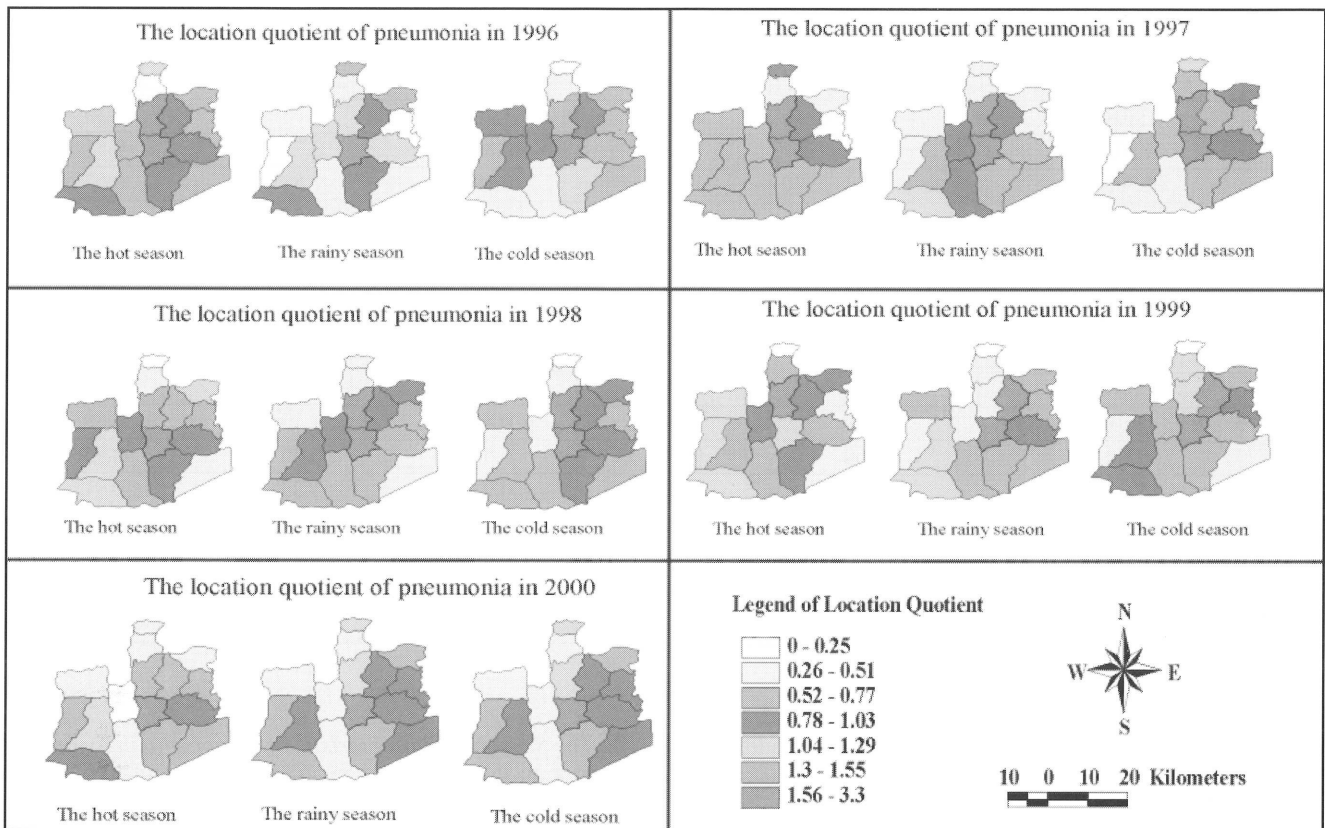 The location quotient of pneumonia in 1996
The hot season
The rainy season
The cold season
The location quotient of pneumonia in 1997
The hot season
The rainy season
The cold season
The location quotient of pneumonia in 1998
The hot season
The rainy season
The cold season
The location quotient of pneumonia in 1999
The hot season
The rainy season
The cold season
The location quotient of pneumonia in 2000
The hot season
The rainy season
The cold season
Legend of Location Quotient
0 - 0.25
0.26 - 0.51
0.52 - 0.77
0.78 - 1.03
1.04 - 1.29
1.3 - 1.55
1.56 - 3.3
N
W E
S
10 0 10 20 Kilometers